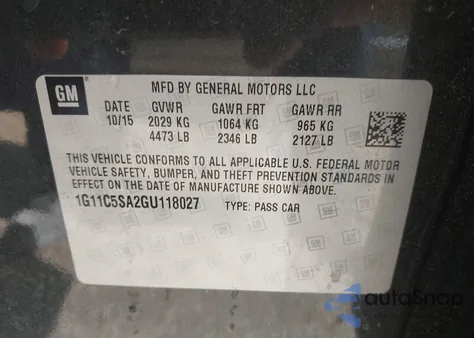 GM
MFD BY GENERAL MOTORS LLC
DATE GVWR GAWR FRT GAWR RR
10/15 2029 KG 1064 KG 965 KG
4473 LB 2346 LB 2127 LB
THIS VEHICLE CONFORMS TO ALL APPLICABLE U.S. FEDERAL MOTOR
VEHICLE SAFETY, BUMPER, AND THEFT PREVENTION STANDARDS IN
EFFECT ON THE DATE OF MANUFACTURE SHOWN ABOVE.
1G11C5SA2GU118027 TYPE: PASS CAR
autoSnap